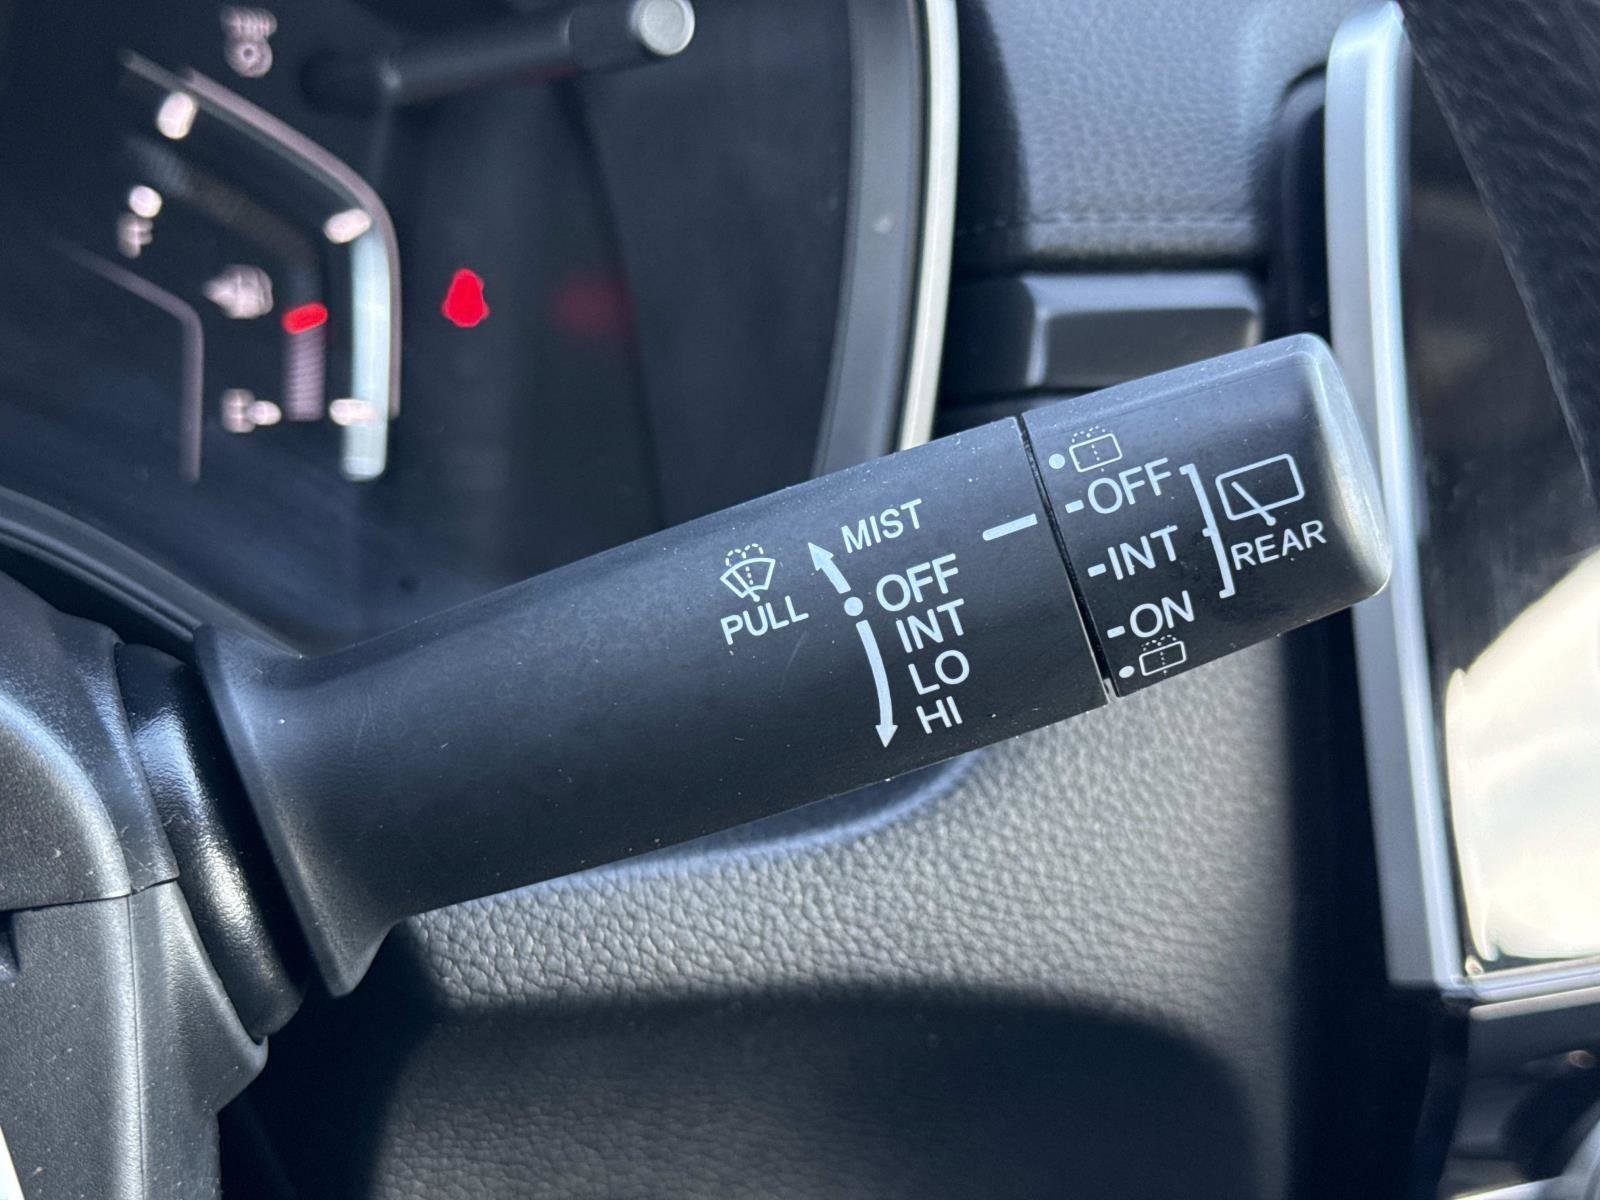 MIST
OFF
INT
LO
HI
PULL
OFF
INT
ON
REAR